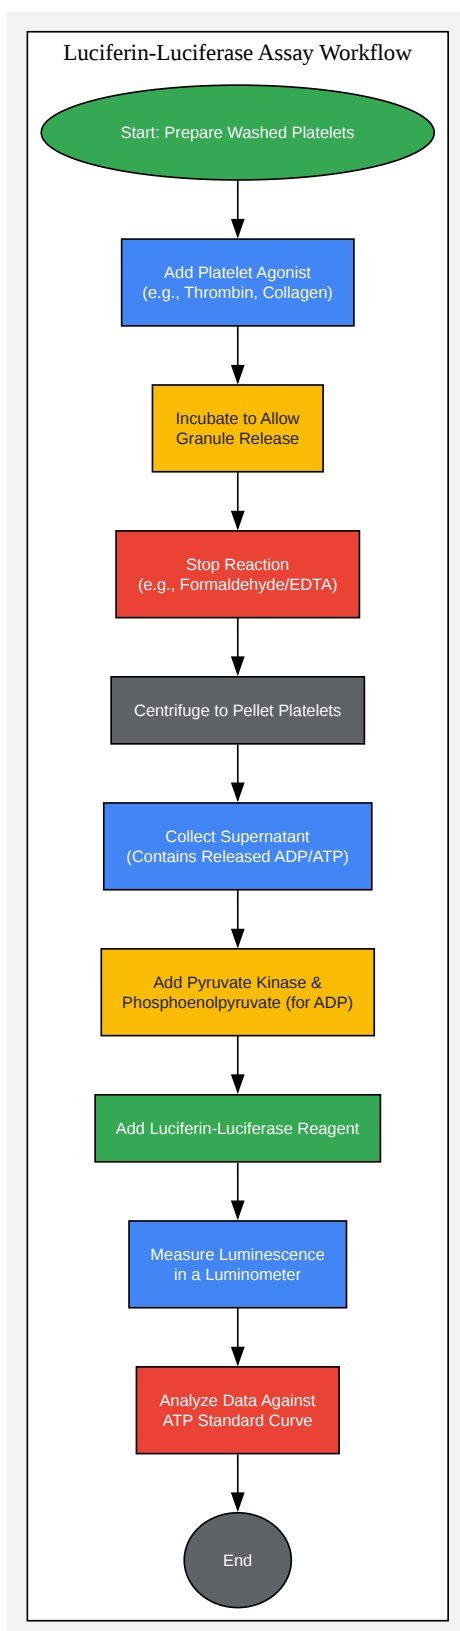 Luciferin-Luciferase Assay Workflow
Start: Prepare Washed Platelets
Add Platelet Agonist
(e.g., Thrombin, Collagen)
Incubate to Allow
Granule Release
Stop Reaction
(e.g., Formaldehyde/EDTA)
Centrifuge to Pellet Platelets
Collect Supernatant
(Contains Released ADP/ATP)
Add Pyruvate Kinase &
Phosphoenolpyruvate (for ADP)
Add Luciferin-Luciferase Reagent
Measure Luminescence
in a Luminometer
Analyze Data Against
ATP Standard Curve
End